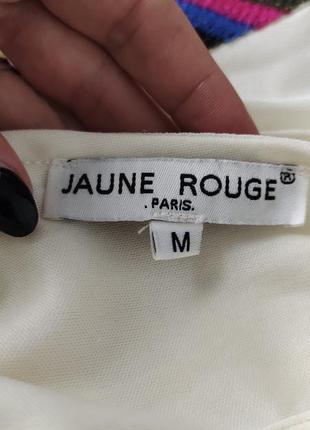 JAUNE ROUGE®
.PARIS.
M